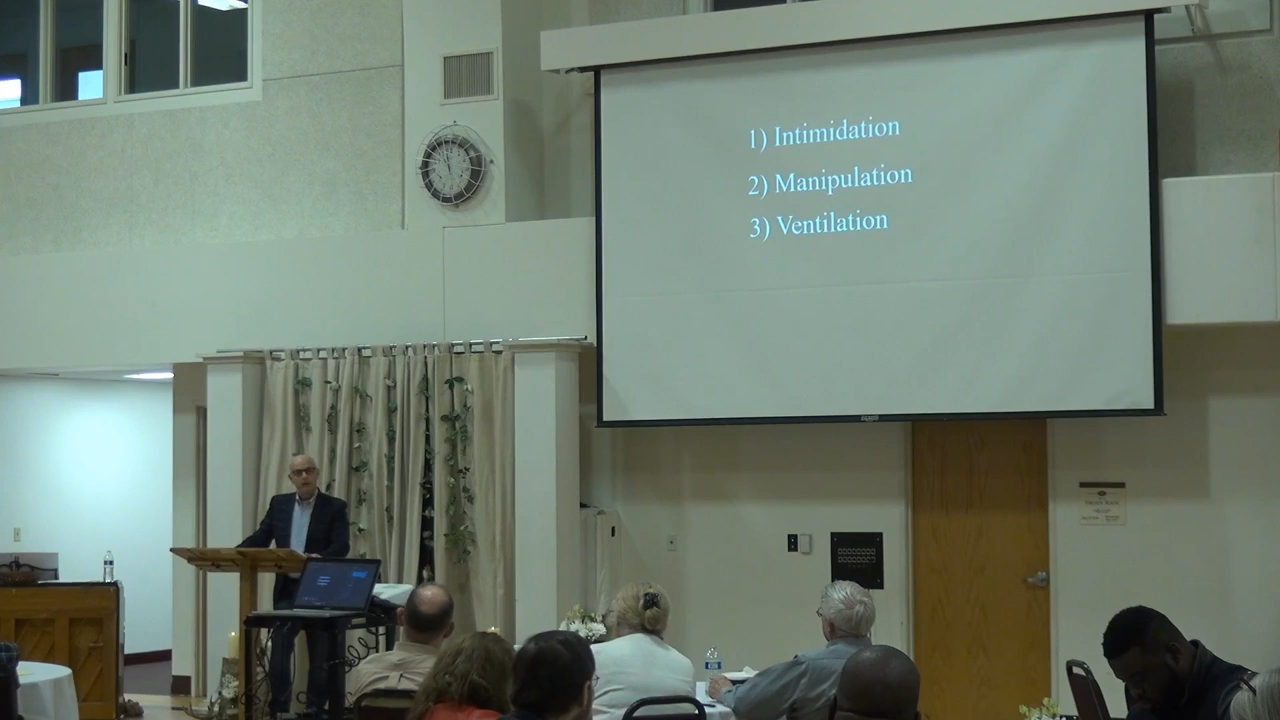 1) Intimidation
2) Manipulation
3) Ventilation